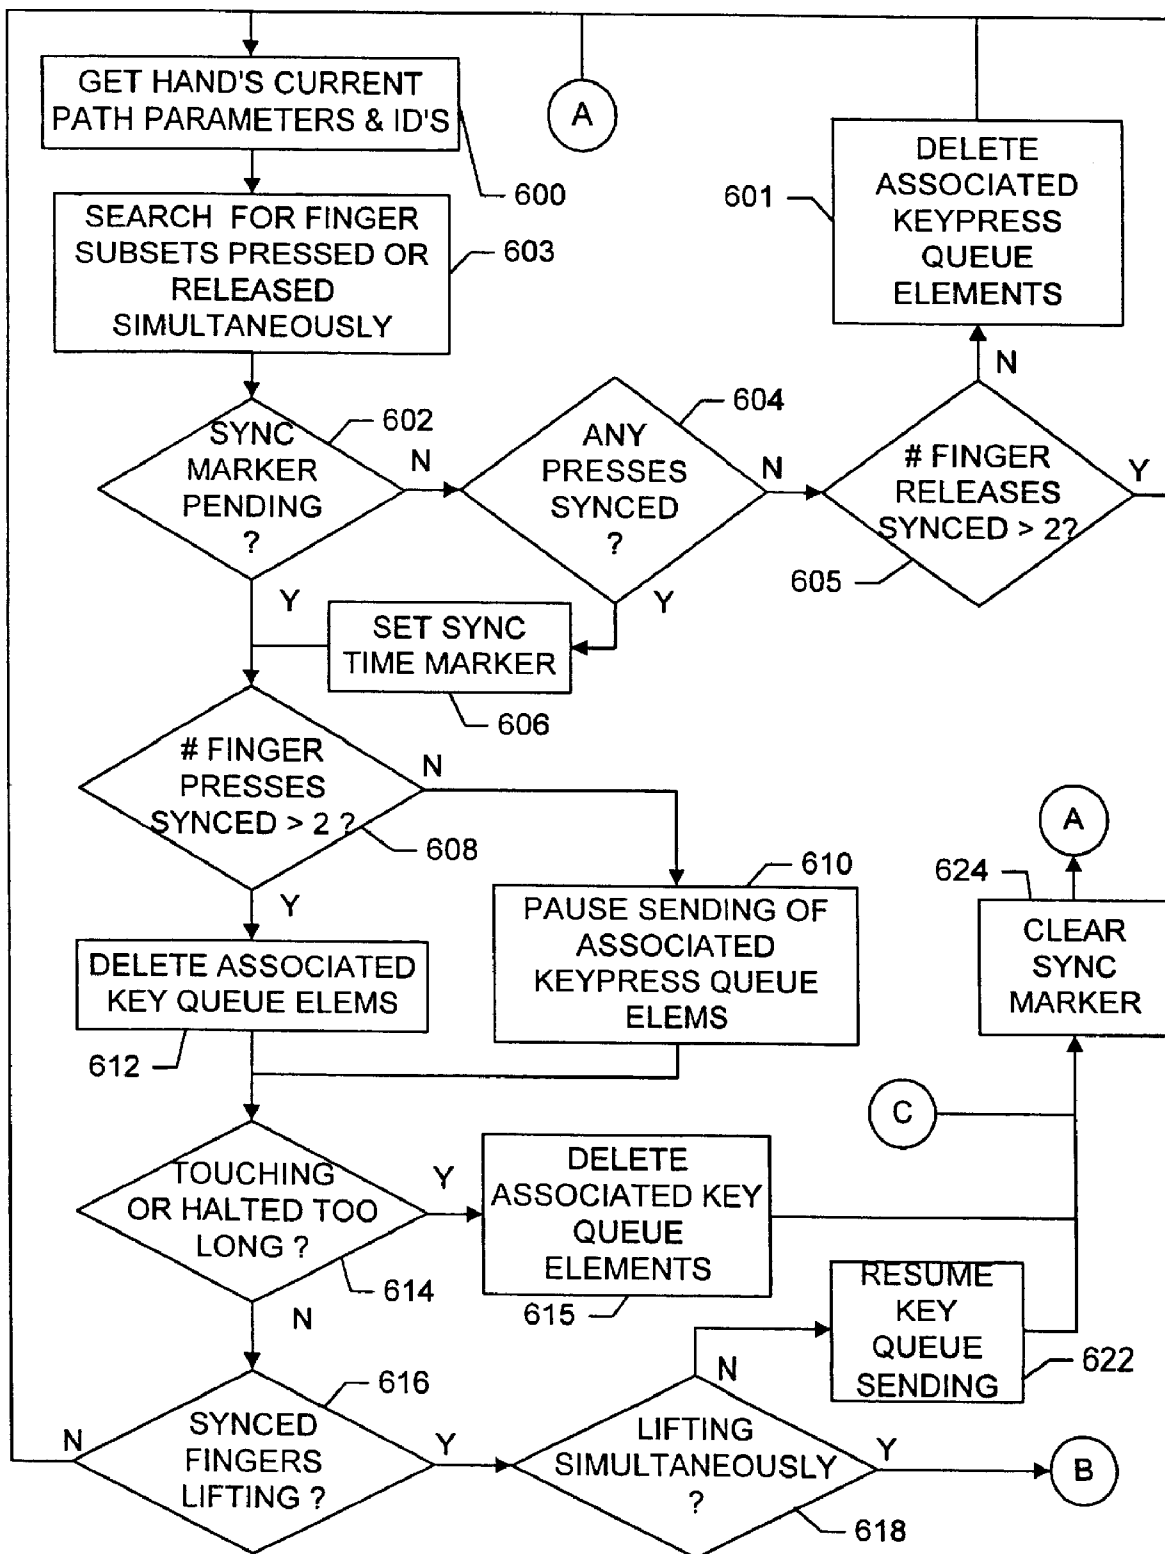 GET HAND'S CURRENT
PATH PARAMETERS & ID'S
600
A
DELETE
ASSOCIATED
KEYPRESS
QUEUE
ELEMENTS
601
SEARCH FOR FINGER
SUBSETS PRESSED OR
RELEASED
SIMULTANEOUSLY
603
SYNC
MARKER
PENDING
?
602
N
Y
ANY
PRESSES
SYNCED
?
604
N
Y
# FINGER
RELEASES
SYNCED > 2?
605
N
Y
SET SYNC
TIME MARKER
606
# FINGER
PRESSES
SYNCED > 2 ?
608
N
Y
610
PAUSE SENDING OF
ASSOCIATED
KEYPRESS QUEUE
ELEMS
DELETE ASSOCIATED
KEY QUEUE ELEMS
612
A
624
CLEAR
SYNC
MARKER
C
TOUCHING
OR HALTED TOO
LONG ?
614
Y
N
DELETE
ASSOCIATED KEY
QUEUE
ELEMENTS
615
RESUME
KEY
QUEUE
SENDING
622
SYNCED
FINGERS
LIFTING ?
616
N
Y
LIFTING
SIMULTANEOUSLY
?
618
N
Y
B